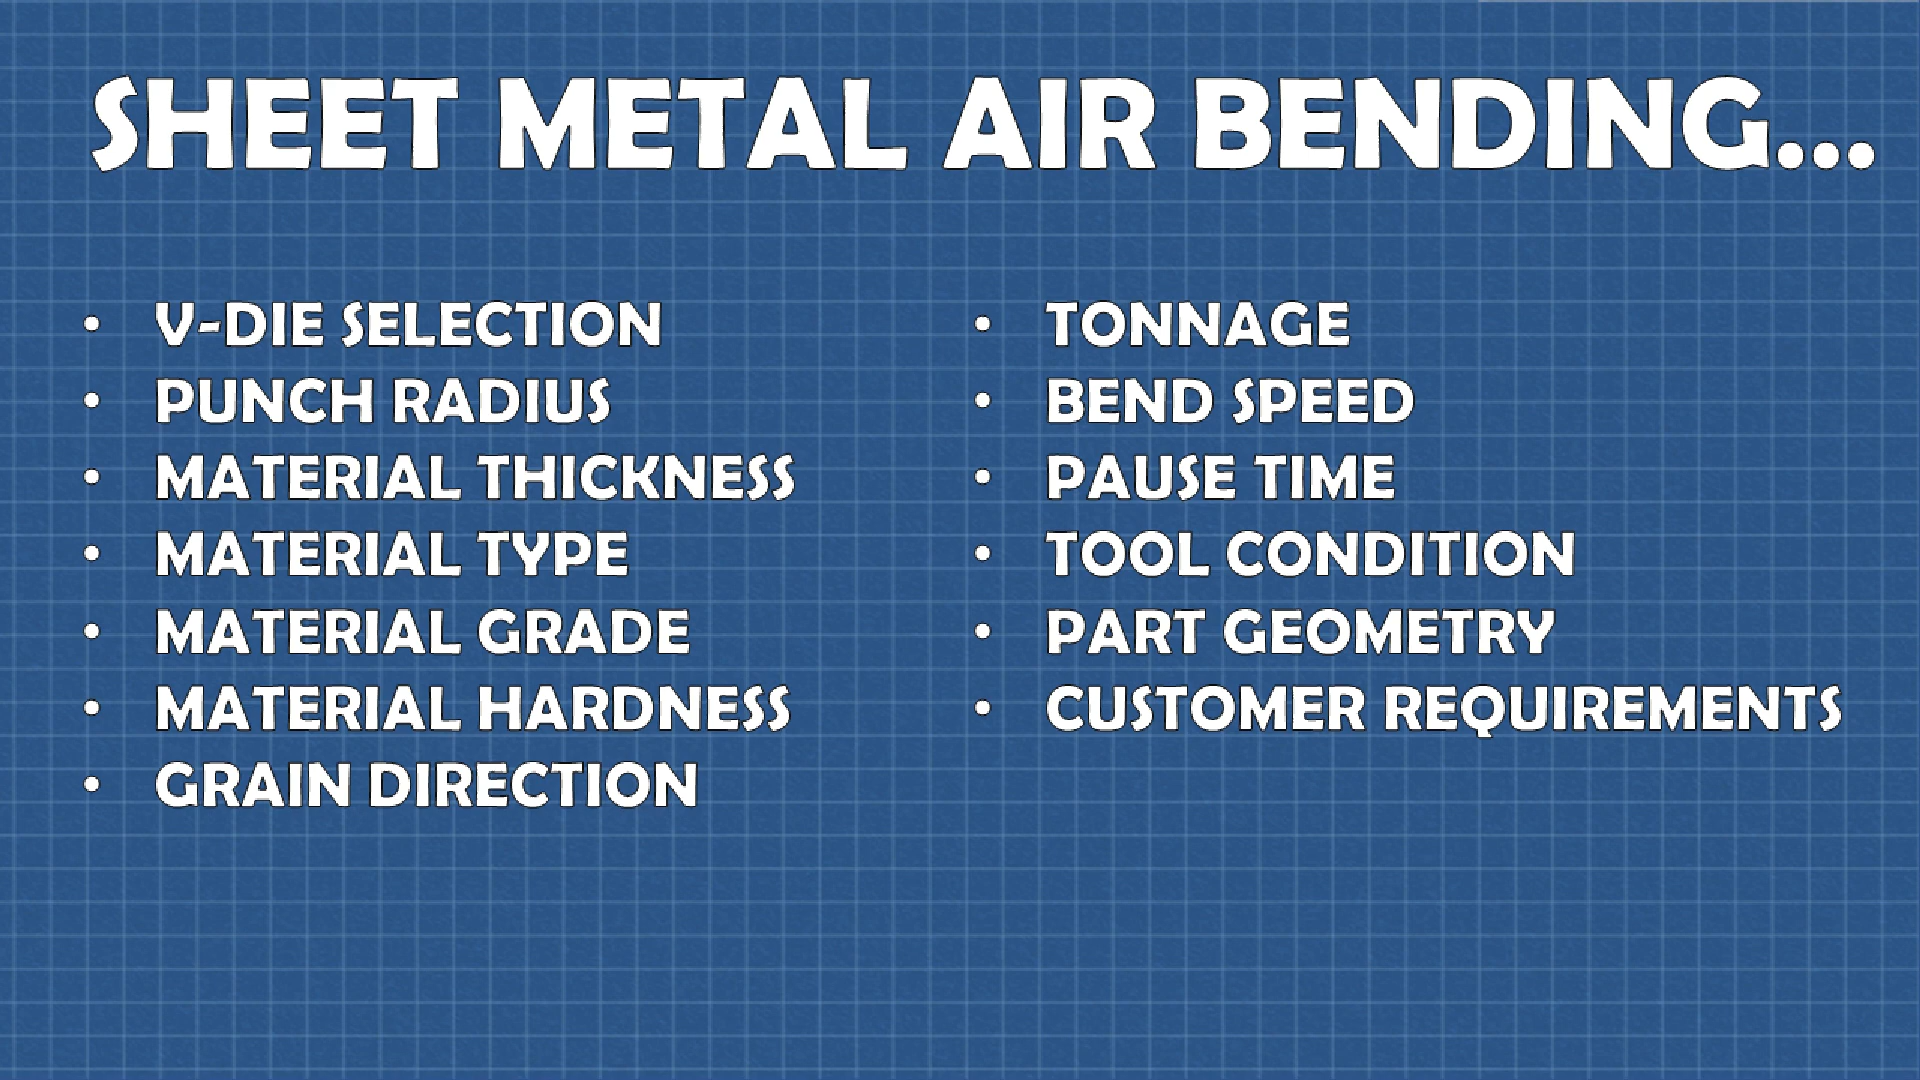 SHEET METAL AIR BENDING...
• V-DIE SELECTION
• PUNCH RADIUS
• MATERIAL THICKNESS
• MATERIAL TYPE
• MATERIAL GRADE
• MATERIAL HARDNESS
• GRAIN DIRECTION
• TONNAGE
• BEND SPEED
• PAUSE TIME
• TOOL CONDITION
• PART GEOMETRY
• CUSTOMER REQUIREMENTS